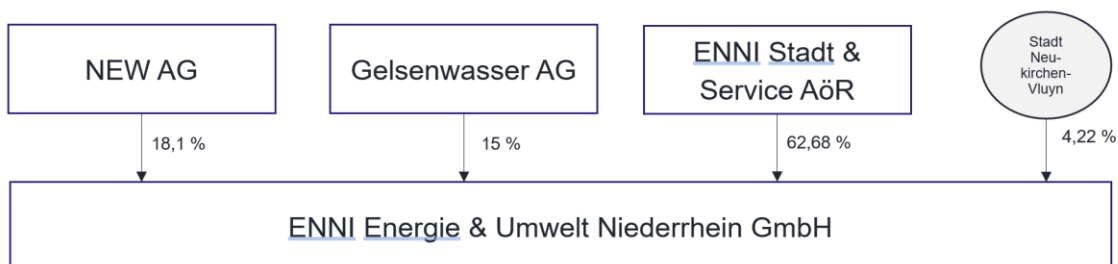 NEW AG
Gelsenwasser AG
ENNI Stadt &
Service AöR
Stadt
Neu-
kirchen-
Vluyn
18,1 %
15 %
62,68 %
4,22 %
ENNI Energie & Umwelt Niederrhein GmbH